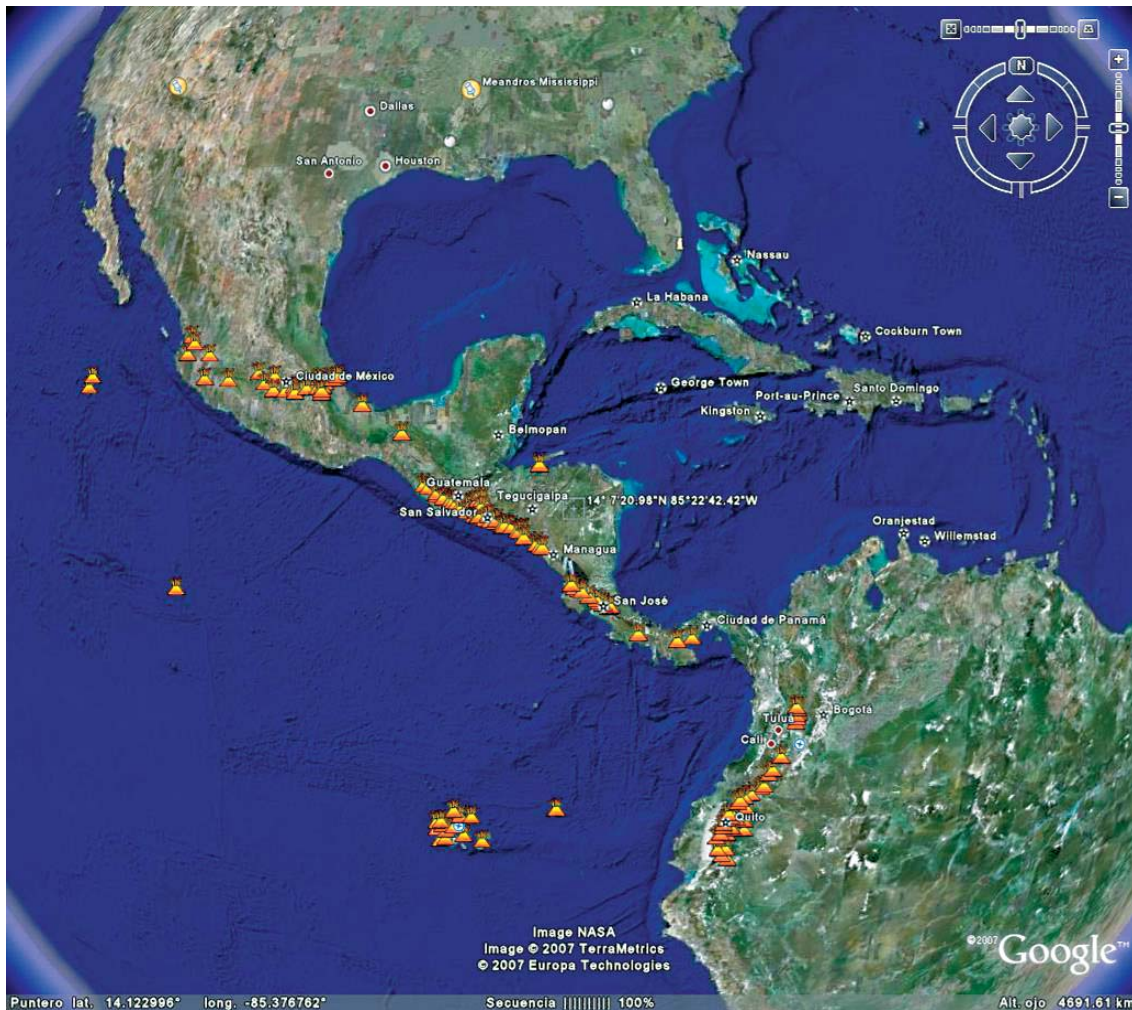 N
Meandros Mississippi
Dallas
San Antonio
Houston
Nassau
La Habana
Cockburn Town
Ciudad de México
George Town
Santo Domingo
Port-au-Prince
Kingston
Belmopan
Guatemala
Tegucigalpa
14° 7'20.98"N 85°22'42.42"W
San Salvador
Oranjestad
Willemstad
Managua
San José
Ciudad de Panamá
Bogotá
Tuluá
Cali
Quito
Image NASA
Image © 2007 TerraMetrics
© 2007 Europa Technologies
©2007 Google™
Puntero lat. 14.122996° long. -85.376762° Secuencia |||||||||| 100% Alt. ojo 4691.61 km